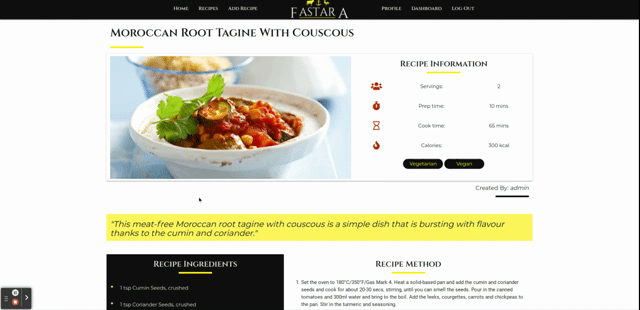 Home Recipes Add Recipe FASTARA Profile Dashboard Log Out
Moroccan Root Tagine With Couscous
Recipe Information
Servings: 2
Prep time: 10 mins
Cook time: 65 mins
Calories: 300 kcal
Vegetarian Vegan
Created By: admin
"This meat-free Moroccan root tagine with couscous is a simple dish that is bursting with flavour
thanks to the cumin and coriander."
Recipe Ingredients
1 tsp Cumin Seeds, crushed
1 tsp Coriander Seeds, crushed
Recipe Method
1. Set the oven to 180°C/350°F/Gas Mark 4. Heat a solid-based pan and add the cumin and coriander
seeds and cook for about 20-30 secs, stirring, until you can smell the seeds. Pour in the canned
tomatoes and 300ml water and bring to the boil. Add the leeks, courgettes, carrots and chickpeas to
the pan. Stir in the turmeric and seasoning.